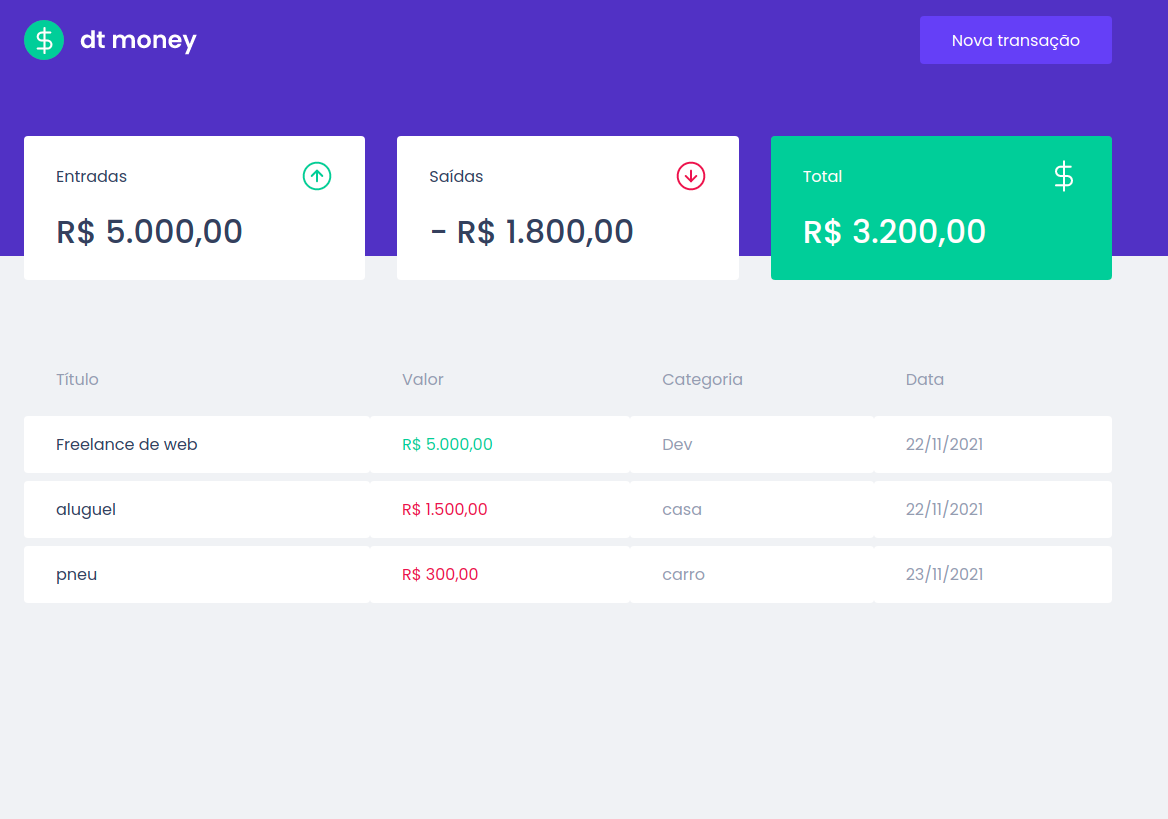 dt money
Nova transação
Entradas
R$ 5.000,00
Saídas
- R$ 1.800,00
Total
R$ 3.200,00
Título Valor Categoria Data
Freelance de web R$ 5.000,00 Dev 22/11/2021
aluguel R$ 1.500,00 casa 22/11/2021
pneu R$ 300,00 carro 23/11/2021